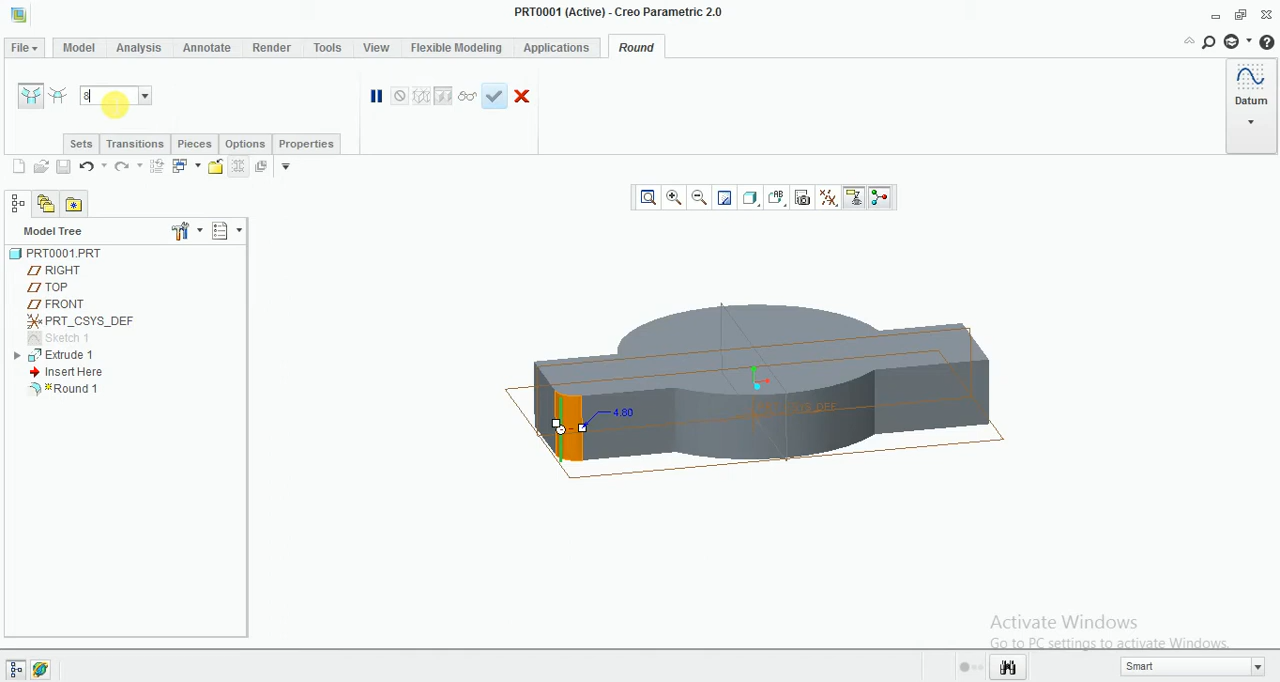 PRT0001 (Active) - Creo Parametric 2.0
File Model Analysis Annotate Render Tools View Flexible Modeling Applications Round
8
Datum
Sets Transitions Pieces Options Properties
Model Tree
PRT0001.PRT
RIGHT
TOP
FRONT
PRT_CSYS_DEF
Sketch 1
Extrude 1
Insert Here
Round 1
4.80
PRT_CSYS_DEF
Activate Windows
Go to PC settings to activate Windows.
Smart